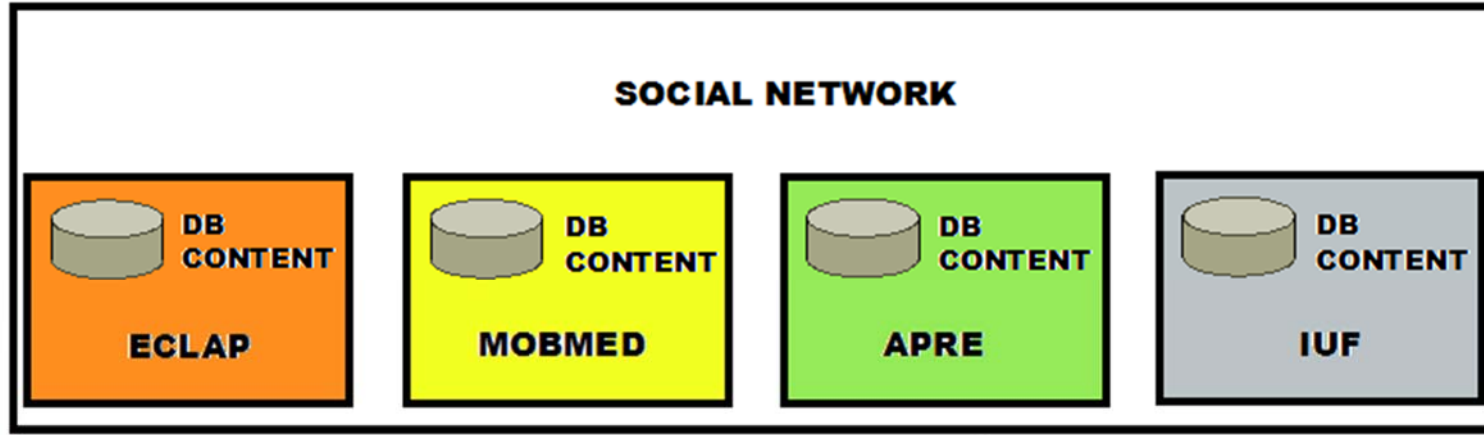 SOCIAL NETWORK
DB
CONTENT
ECLAP
DB
CONTENT
MOBMED
DB
CONTENT
APRE
DB
CONTENT
IUF